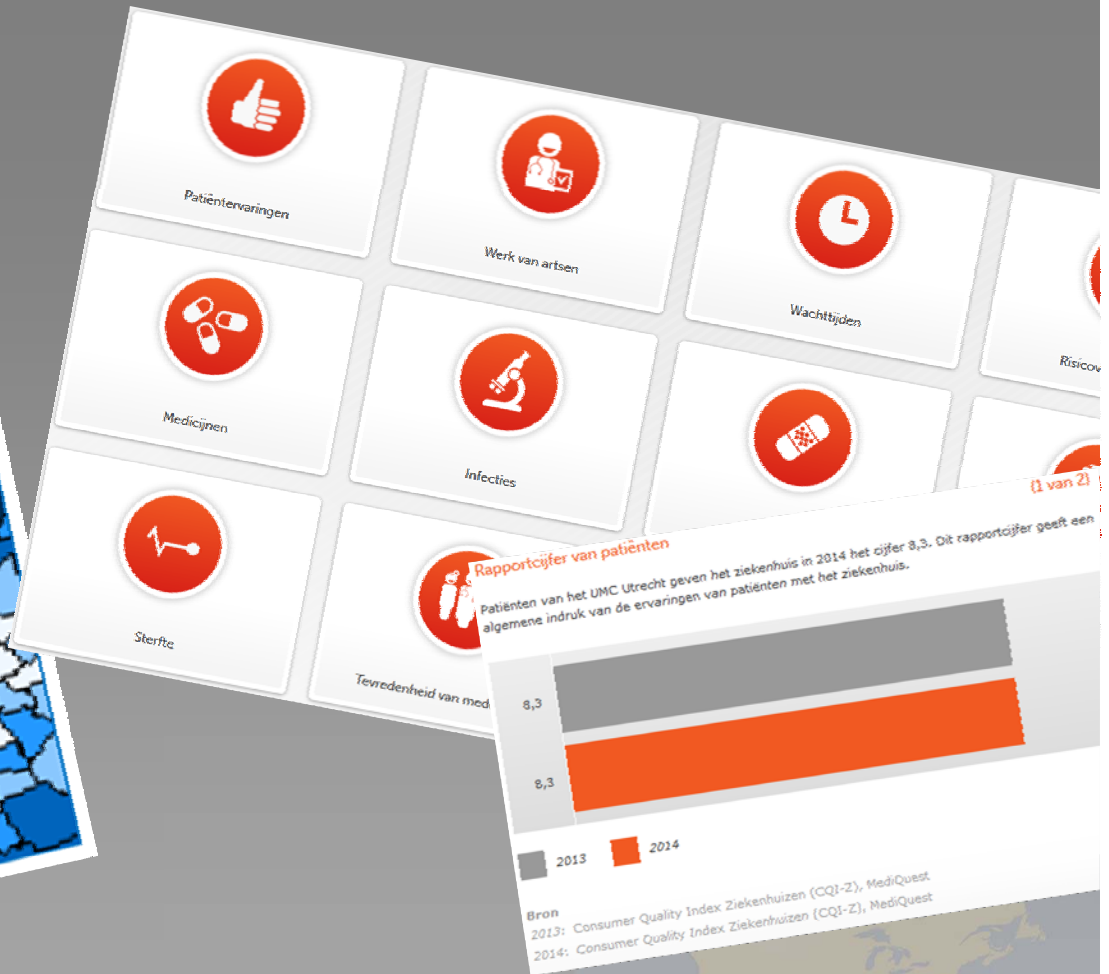 Patiëntervaringen
Werk van artsen
Wachttijden
Medicijnen
Infecties
Sterfte
Tevredenheid van
(1 van 2)
Rapportcijfer van patiënten
Patiënten van het UMC Utrecht geven het ziekenhuis in 2014 het cijfer 8,3. Dit rapportcijfer geeft een
algemene indruk van de ervaringen van patiënten met het ziekenhuis.
8,3
8,3
2013 2014
Bron
2013: Consumer Quality Index Ziekenhuizen (CQI-Z), MediQuest
2014: Consumer Quality Index Ziekenhuizen (CQI-Z), MediQuest